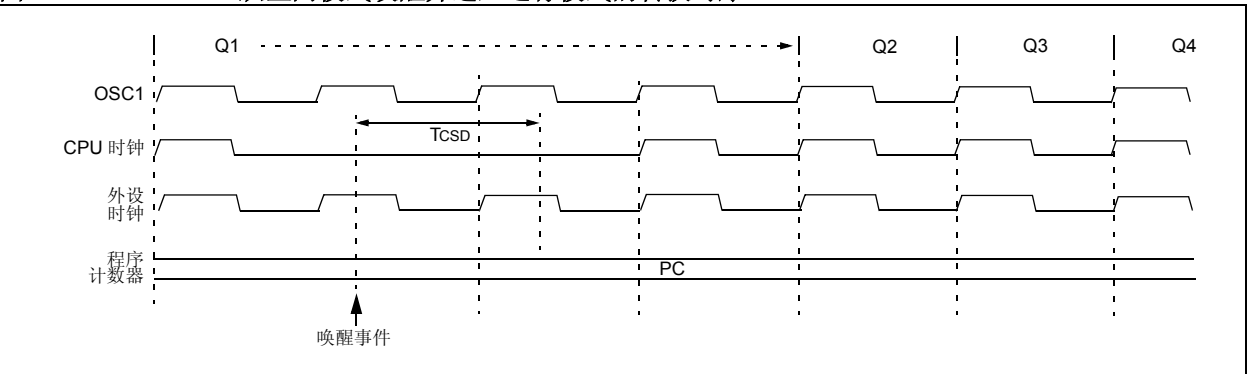 Q1 Q2 Q3 Q4
OSC1
TCSD
CPU 时钟
外设
时钟
程序
计数器
PC
唤醒事件